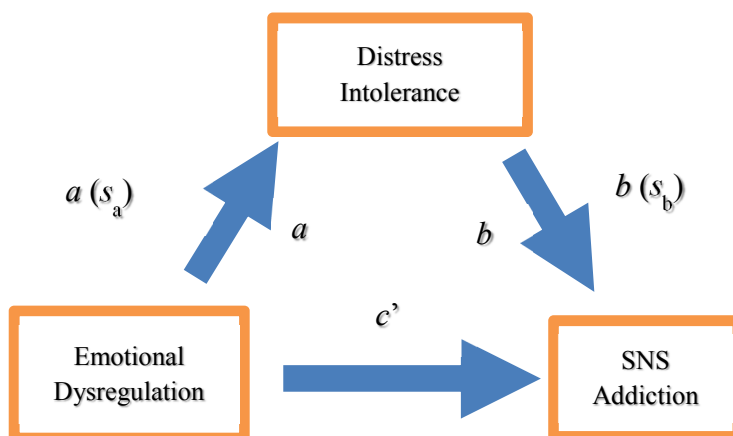 Distress
Intolerance
a (sa)
b (sb)
a
b
c’
Emotional
Dysregulation
SNS
Addiction